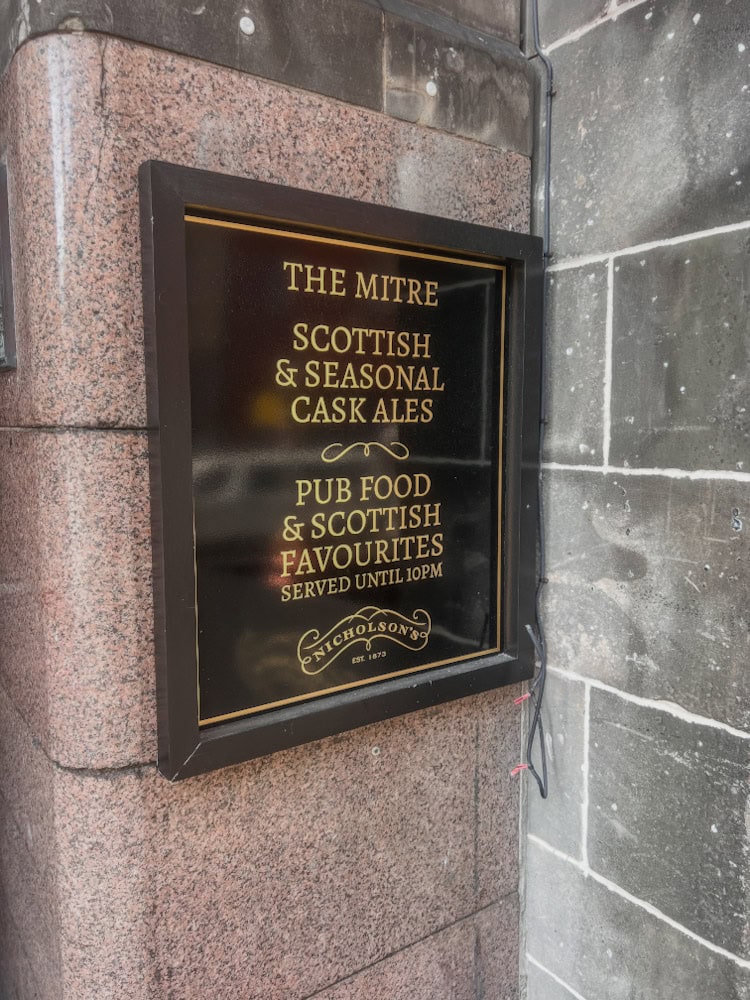 THE MITRE
SCOTTISH
& SEASONAL
CASK ALES
PUB FOOD
& SCOTTISH
FAVOURITES
SERVED UNTIL 10PM
NICHOLSON'S
EST. 1873